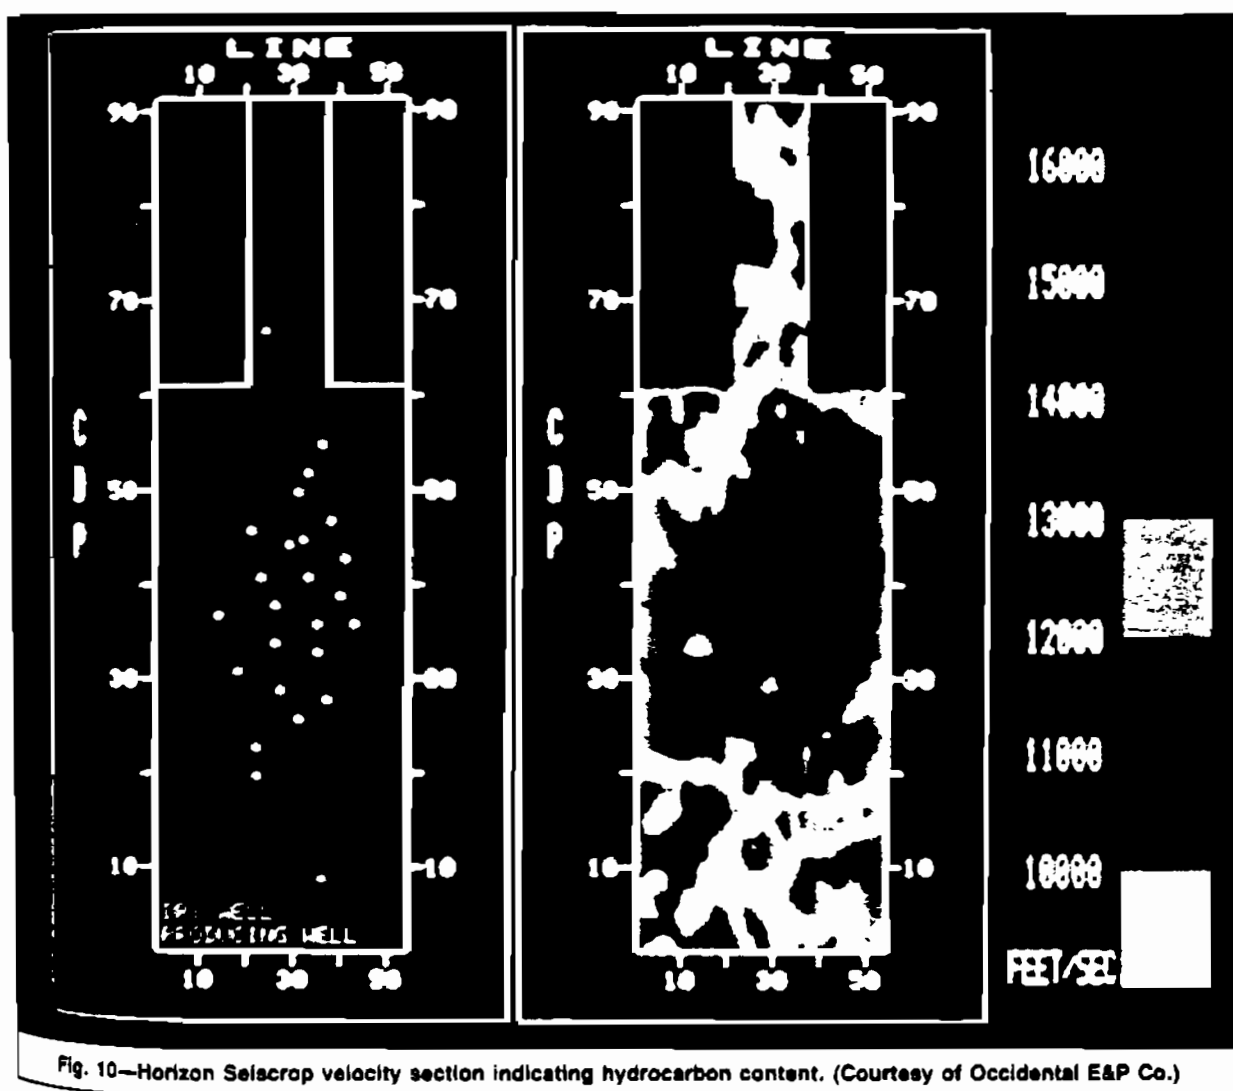 LINE
10 30 50
90 90
70 70
CDP
50 50
30 30
10 10
WELL
PRODUCING WELL
10 30 50
LINE
10 30 50
90 90
70 70
CDP
50 50
30 30
10 10
10 30 50
16000
15000
14000
13000
12000
11000
10000
FEET/SEC
Fig. 10—Horizon Seiscrop velocity section indicating hydrocarbon content. (Courtesy of Occidental E&P Co.)